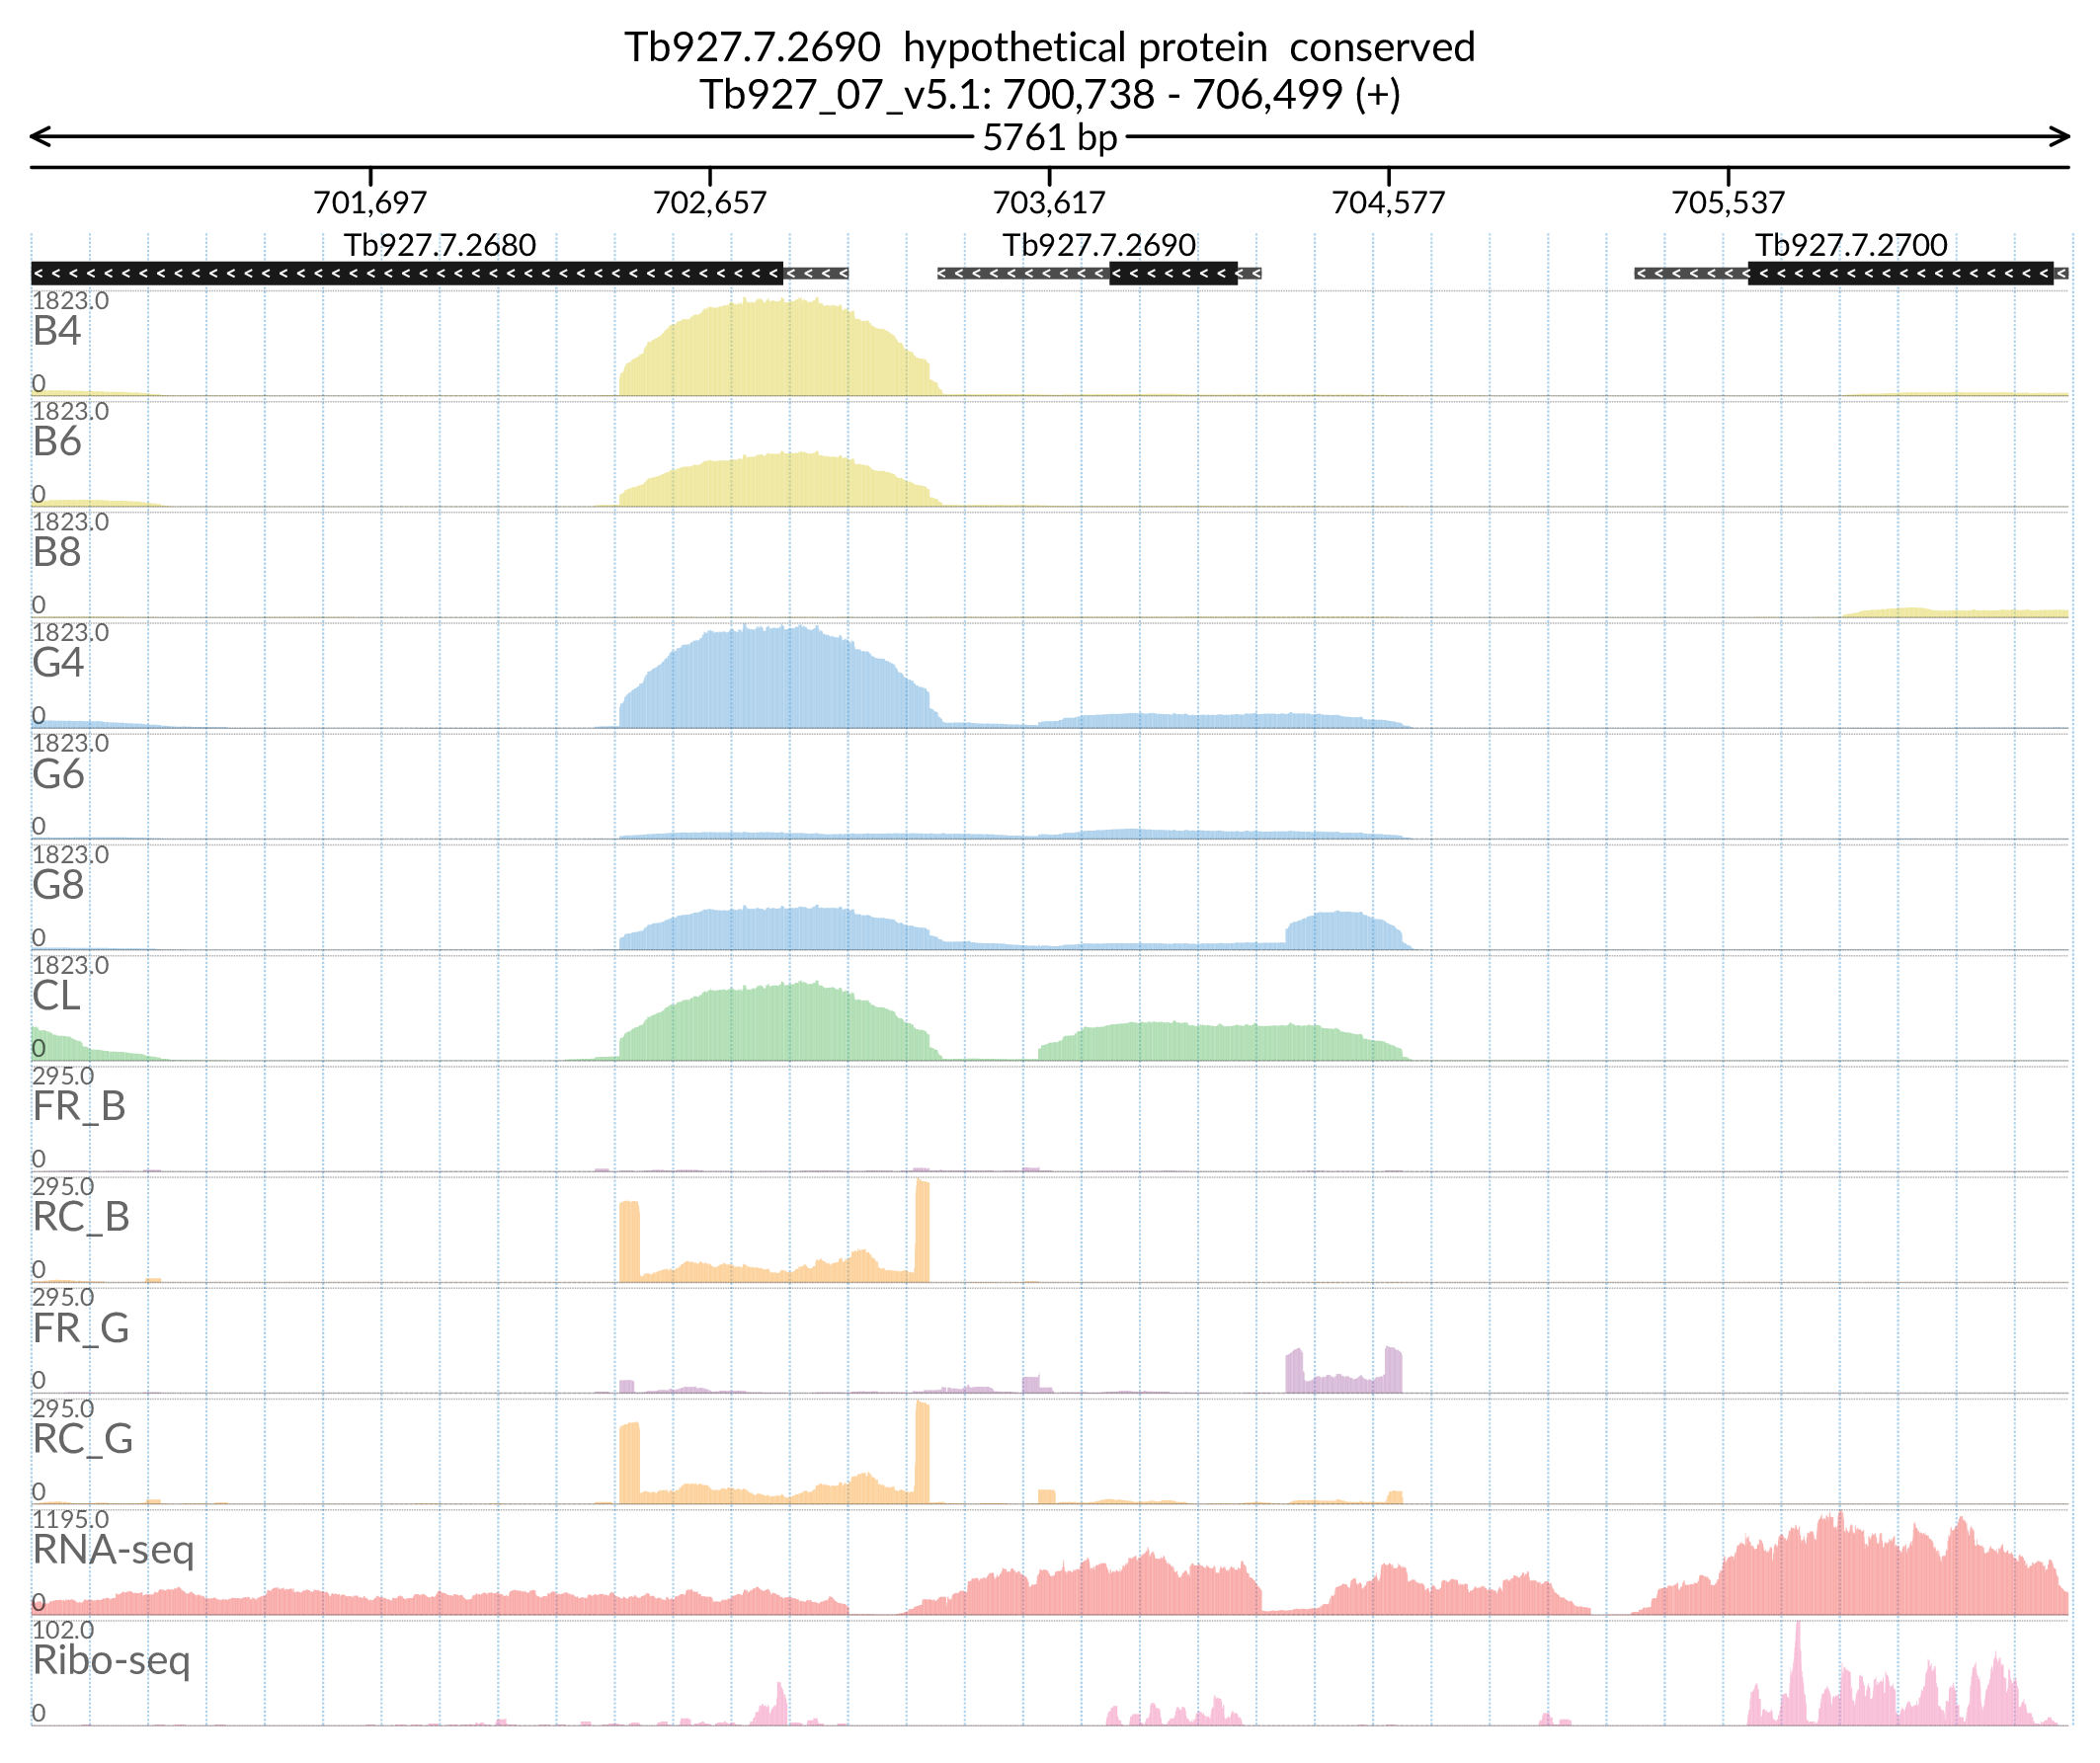 Tb927.7.2690 hypothetical protein conserved
Tb927_07_v5.1: 700,738 - 706,499 (+)
5761 bp
701,697 702,657 703,617 704,577 705,537
Tb927.7.2680 Tb927.7.2690 Tb927.7.2700
1823.0
B4
0
1823.0
B6
0
1823.0
B8
0
1823.0
G4
0
1823.0
G6
0
1823.0
G8
0
1823.0
CL
0
295.0
FR_B
0
295.0
RC_B
0
295.0
FR_G
0
295.0
RC_G
0
1195.0
RNA-seq
0
102.0
Ribo-seq
0